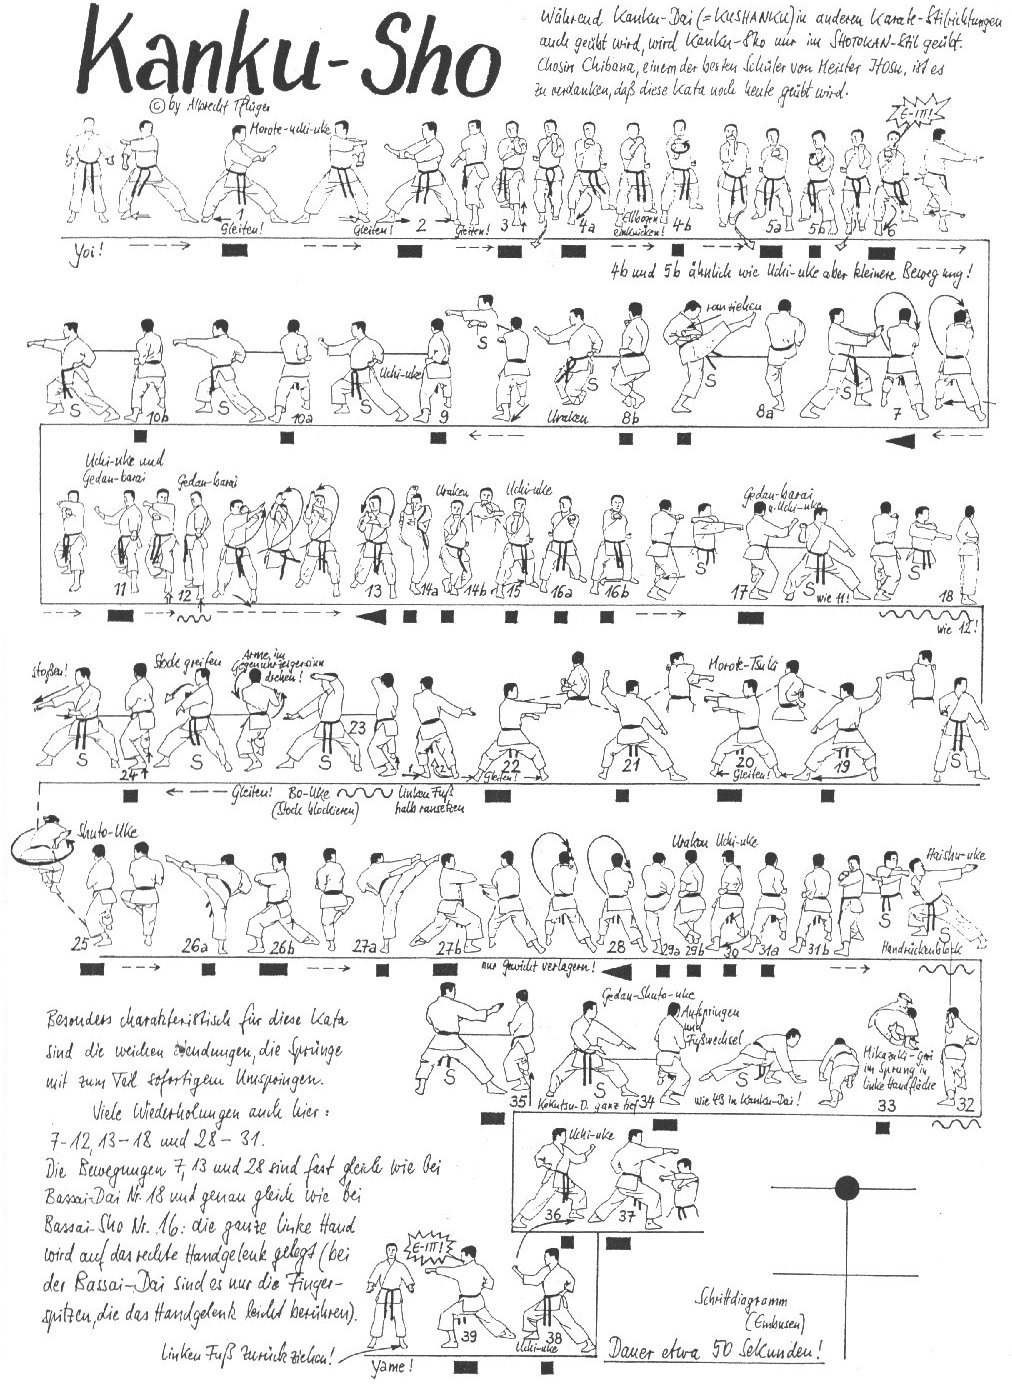 Kanku-Sho
© by Albrecht Pflüger
Während Kanku-Dai (= KUSHANKU) in anderen Karate-Stilrichtungen
auch geübt wird, wird Kanku-Sho nur im SHOTOKAN-Stil geübt.
Chosin Chibana, einem der besten Schüler von Meister ITOSU, ist es
zu verdanken, daß diese Kata noch heute geübt wird.
Morote-uchi-uke
E-III!
1 2 3 4a 4b 5a 5b 6
Gleiten! Gleiten! Gleiten!
Ellbogen
einknicken!
Yoi!
4b und 5b ähnlich wie Uchi-uke aber kleinere Bewegung!
ranziehen
Uchi-uke
S 10b S 10a S 9 S Uraken S 8b S 8a S 7
Uchi-uke und
Gedan-barai
Gedan-barai
Uraken Uchi-uke
Gedan-barai
u. Uchi-uke
11 12 13 14a 14b 15 16a 16b S 17 S wie 11! S 18
wie 12!
Stoßen!
Stock greifen
Arme im
Gegenuhrzeigersinn
drehen!
Morote-Tsuki
S 24 S S 23 1 2 22 21 20 19 S
Gleiten! Gleiten!
Gleiten! Bo-Uke
(Stock blockieren)
linken Fuß
halb ransetzen
Shuto-Uke
Uraken Uchi-uke
Haishu-uke
25 26a 26b 27a 27b 28 29a 29b 30 31a 31b S S
Handrückenblock
nur Gewicht verlagern!
Besonders charakteristisch für diese Kata
sind die weichen Wendungen, die Sprünge
mit zum Teil sofortigem Umspringen.
Viele Wiederholungen auch hier:
7-12, 13-18 und 28-31.
Die Bewegungen 7, 13 und 28 sind fast gleich wie bei
Bassai-Dai Nr. 18 und genau gleich wie bei
Bassai-Sho Nr. 16: die ganze linke Hand
wird auf das rechte Handgelenk gelegt (bei
der Bassai-Dai sind es nur die Finger-
spitzen, die das Handgelenk leicht berühren).
Gedan-Shuto-uke
Aufspringen
und
Fußwechsel
Mikazuki-geri
im Sprung in
linke Handfläche
S 35 S 34 S 33 32
Kokutsu-D. ganz tief
wie 43 in Kanku-Dai!
Uchi-uke
36 37
E-III!
39 38
Uchi-uke
linken Fuß zurückziehen!
Yame!
Schrittdiagramm
(Embusen)
Dauer etwa 50 Sekunden!